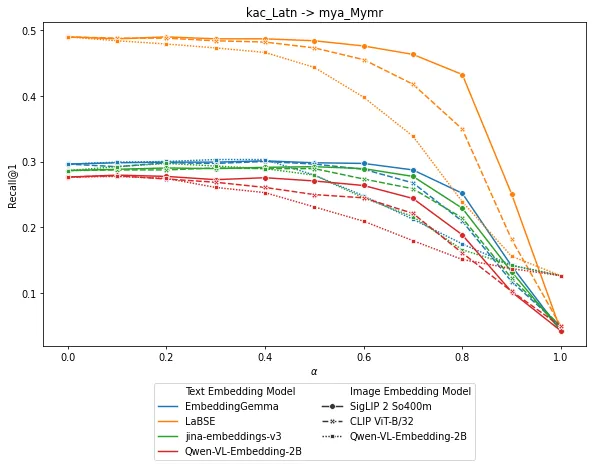 kac_Latn -> mya_Mymr
0.5
0.4
0.3
0.2
0.1
Recall@1
0.0 0.2 0.4 0.6 0.8 1.0
α
Text Embedding Model Image Embedding Model
EmbeddingGemma SigLIP 2 So400m
LaBSE CLIP ViT-B/32
jina-embeddings-v3 Qwen-VL-Embedding-2B
Qwen-VL-Embedding-2B